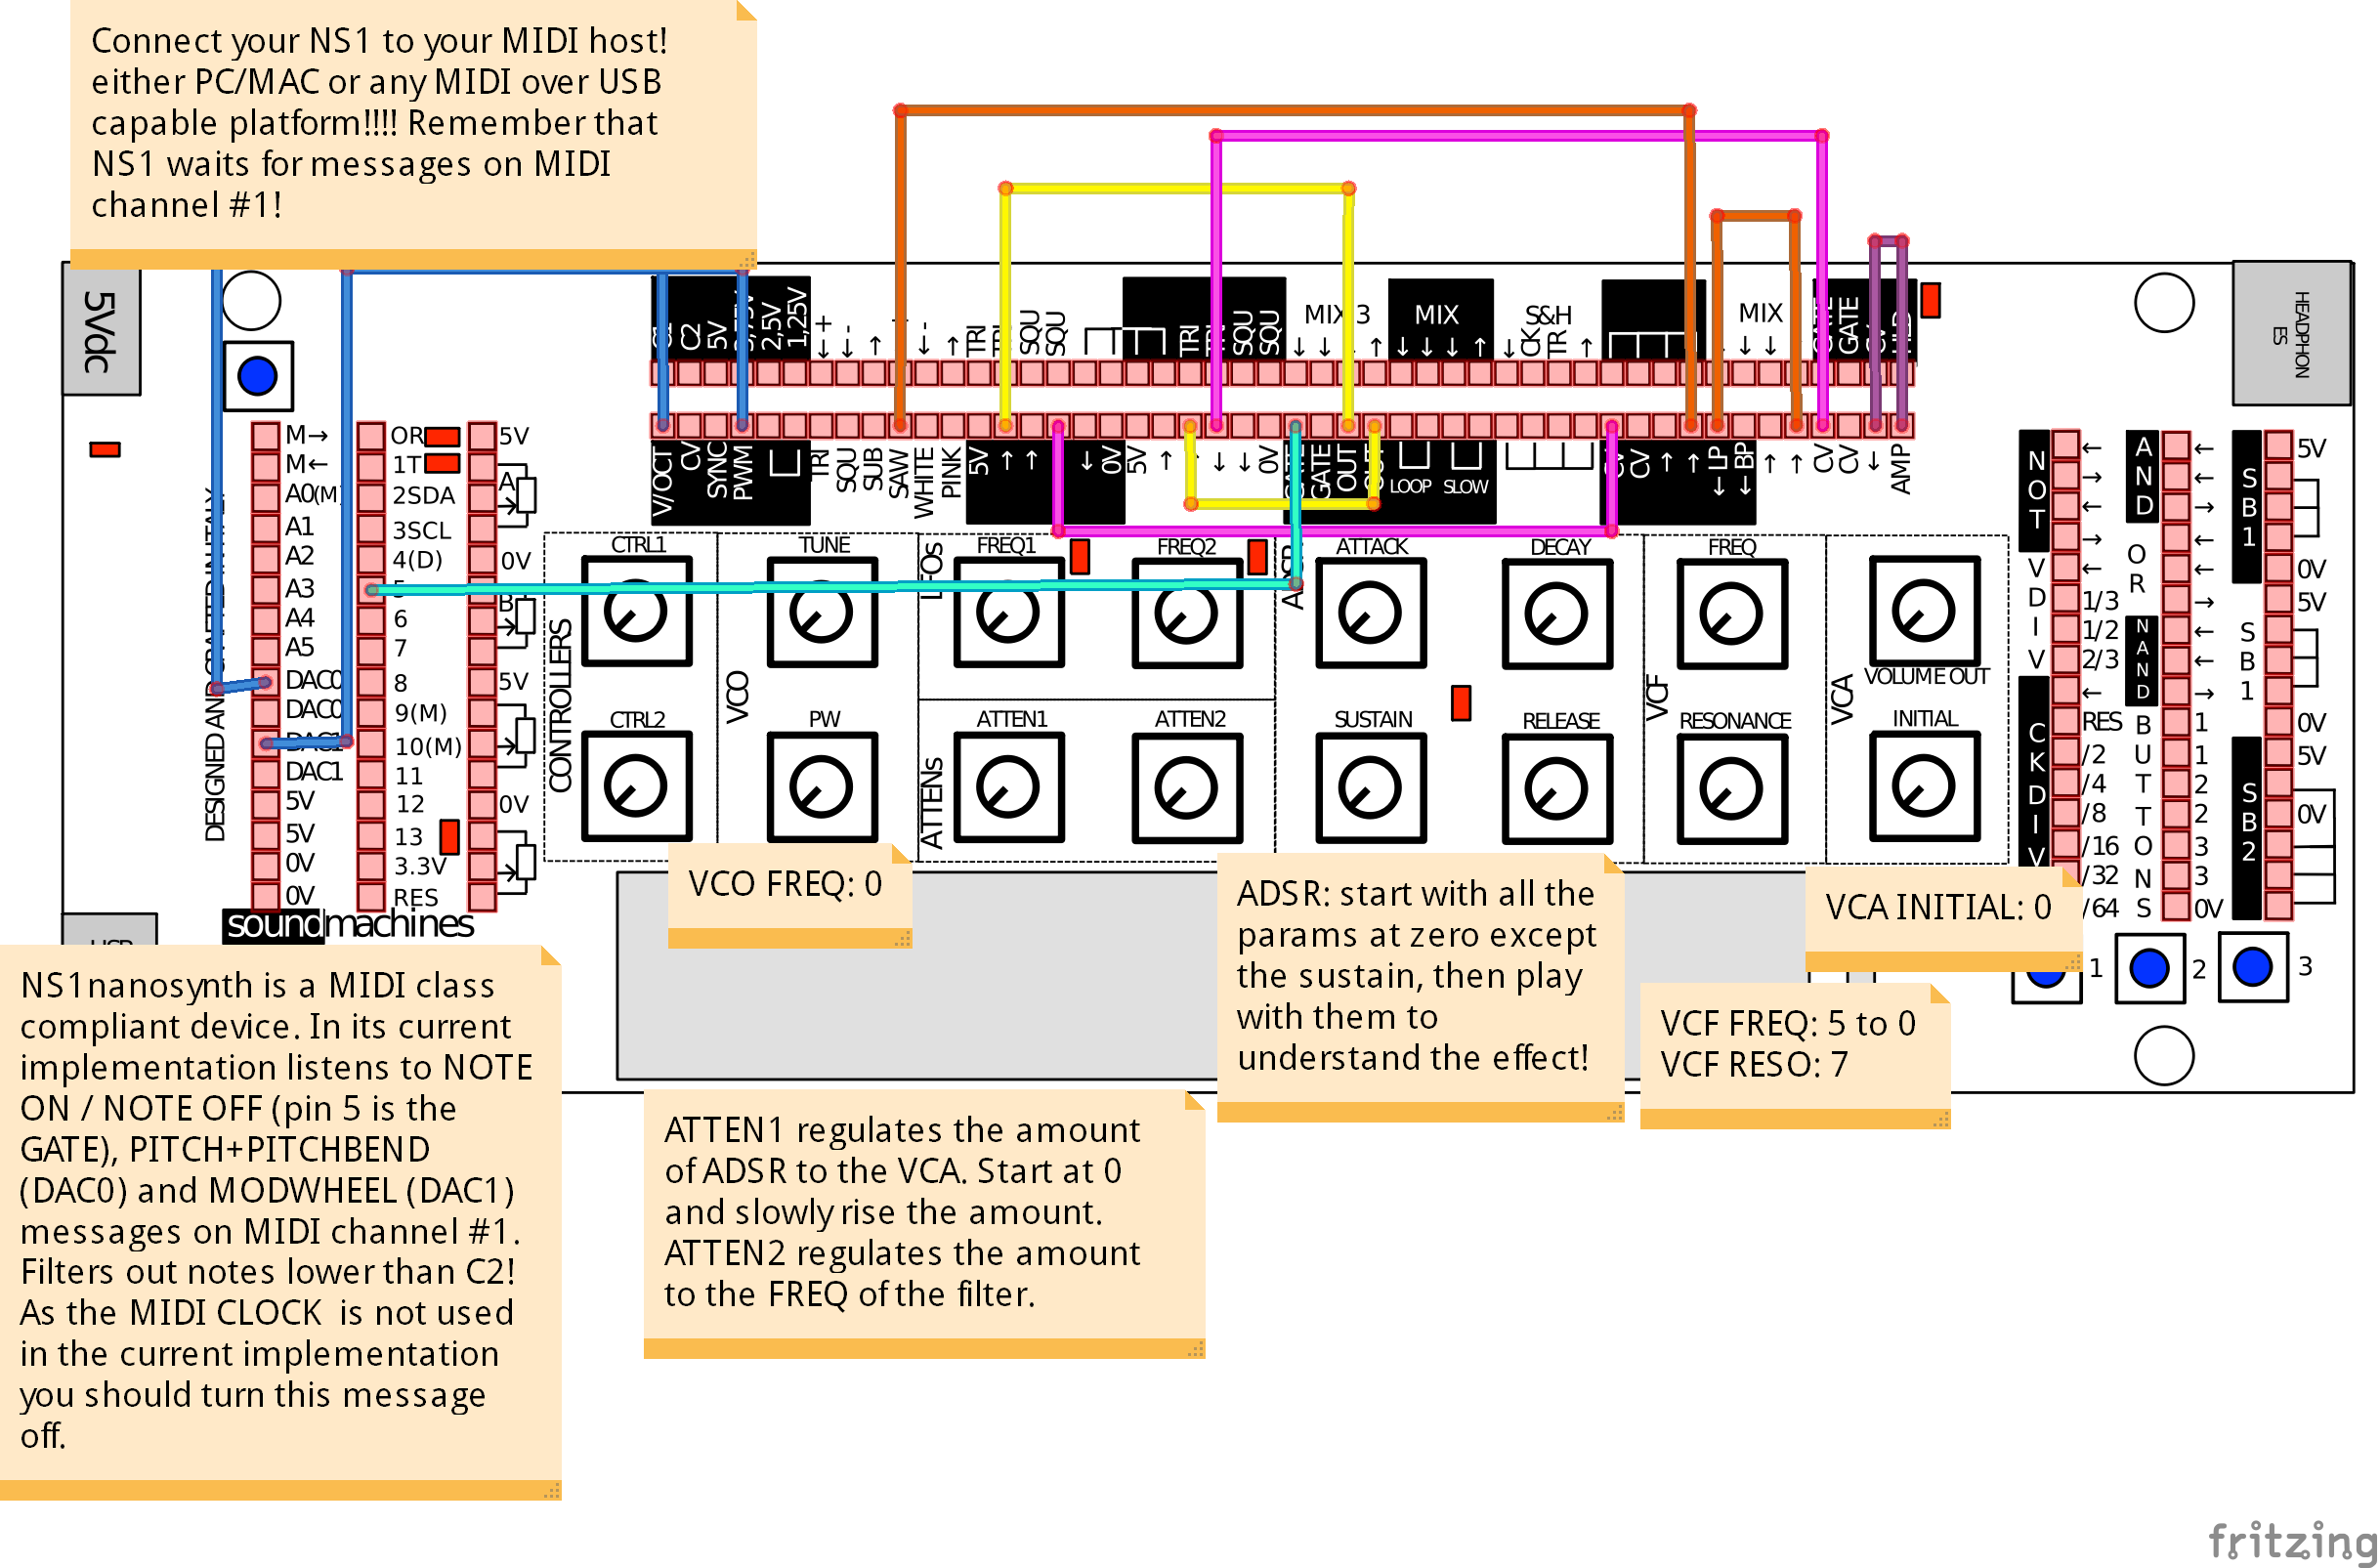 Connect your NS1 to your MIDI host!
either PC/MAC or any MIDI over USB
capable platform!!!! Remember that
NS1 waits for messages on MIDI
channel #1!
5Vdc
HEADPHON
ES
C2
5V
2,5V
1,25V
+
-
-
TRI
SQU
SQU
TRI
SQU
SQU
MIX 3
MIX
S&H
CK
TR
MIX
GATE
V/OCT
CV
SYNC
PWM
TRI
SQU
SUB
SAW
WHITE
PINK
5V
0V
5V
0V
GATE
OUT
LOOP
SLOW
CV
LP
BP
CV
CV
AMP
M→
M←
A0(M)
A1
A2
A3
A4
A5
DAC0
DAC0
DAC1
DAC1
5V
5V
0V
0V
OR
1T
2SDA
3SCL
4(D)
5
6
7
8
9(M)
10(M)
11
12
13
3.3V
RES
5V
A
0V
B
5V
0V
soundmachines
CONTROLLERS
CTRL1
CTRL2
VCO
TUNE
PW
LFOs
FREQ1
FREQ2
ATTENs
ATTEN1
ATTEN2
ADSR
ATTACK
DECAY
SUSTAIN
RELEASE
VCF
FREQ
RESONANCE
VCA
VOLUME OUT
INITIAL
NOT
VDIV
1/3
1/2
2/3
CKDIV
RES
/2
/4
/8
/16
/32
/64
AND
OR
NAND
BUTTONS
1
1
2
2
3
3
0V
SB1
5V
0V
SB1
5V
0V
SB2
5V
0V
1
2
3
VCO FREQ: 0
ADSR: start with all the
params at zero except
the sustain, then play
with them to
understand the effect!
VCA INITIAL: 0
VCF FREQ: 5 to 0
VCF RESO: 7
NS1nanosynth is a MIDI class
compliant device. In its current
implementation listens to NOTE
ON / NOTE OFF (pin 5 is the
GATE), PITCH+PITCHBEND
(DAC0) and MODWHEEL (DAC1)
messages on MIDI channel #1.
Filters out notes lower than C2!
As the MIDI CLOCK  is not used
in the current implementation
you should turn this message
off.
ATTEN1 regulates the amount
of ADSR to the VCA. Start at 0
and slowly rise the amount.
ATTEN2 regulates the amount
to the FREQ of the filter.
fritzing